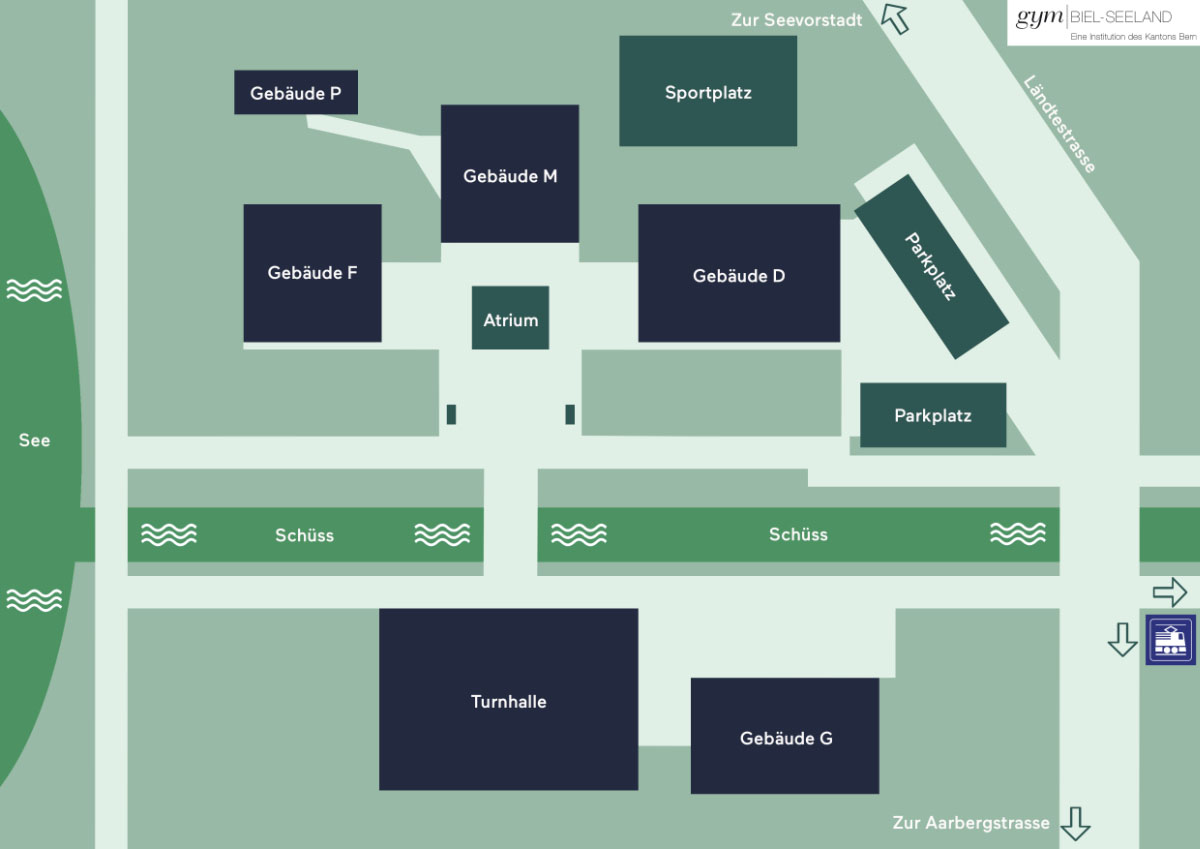 Zur Seevorstadt
gym BIEL-SEELAND
Eine Institution des Kantons Bern
Ländtestrasse
Gebäude P
Sportplatz
Gebäude M
Gebäude F
Gebäude D
Parkplatz
Atrium
Parkplatz
See
Schüss
Schüss
Turnhalle
Gebäude G
Zur Aarbergstrasse